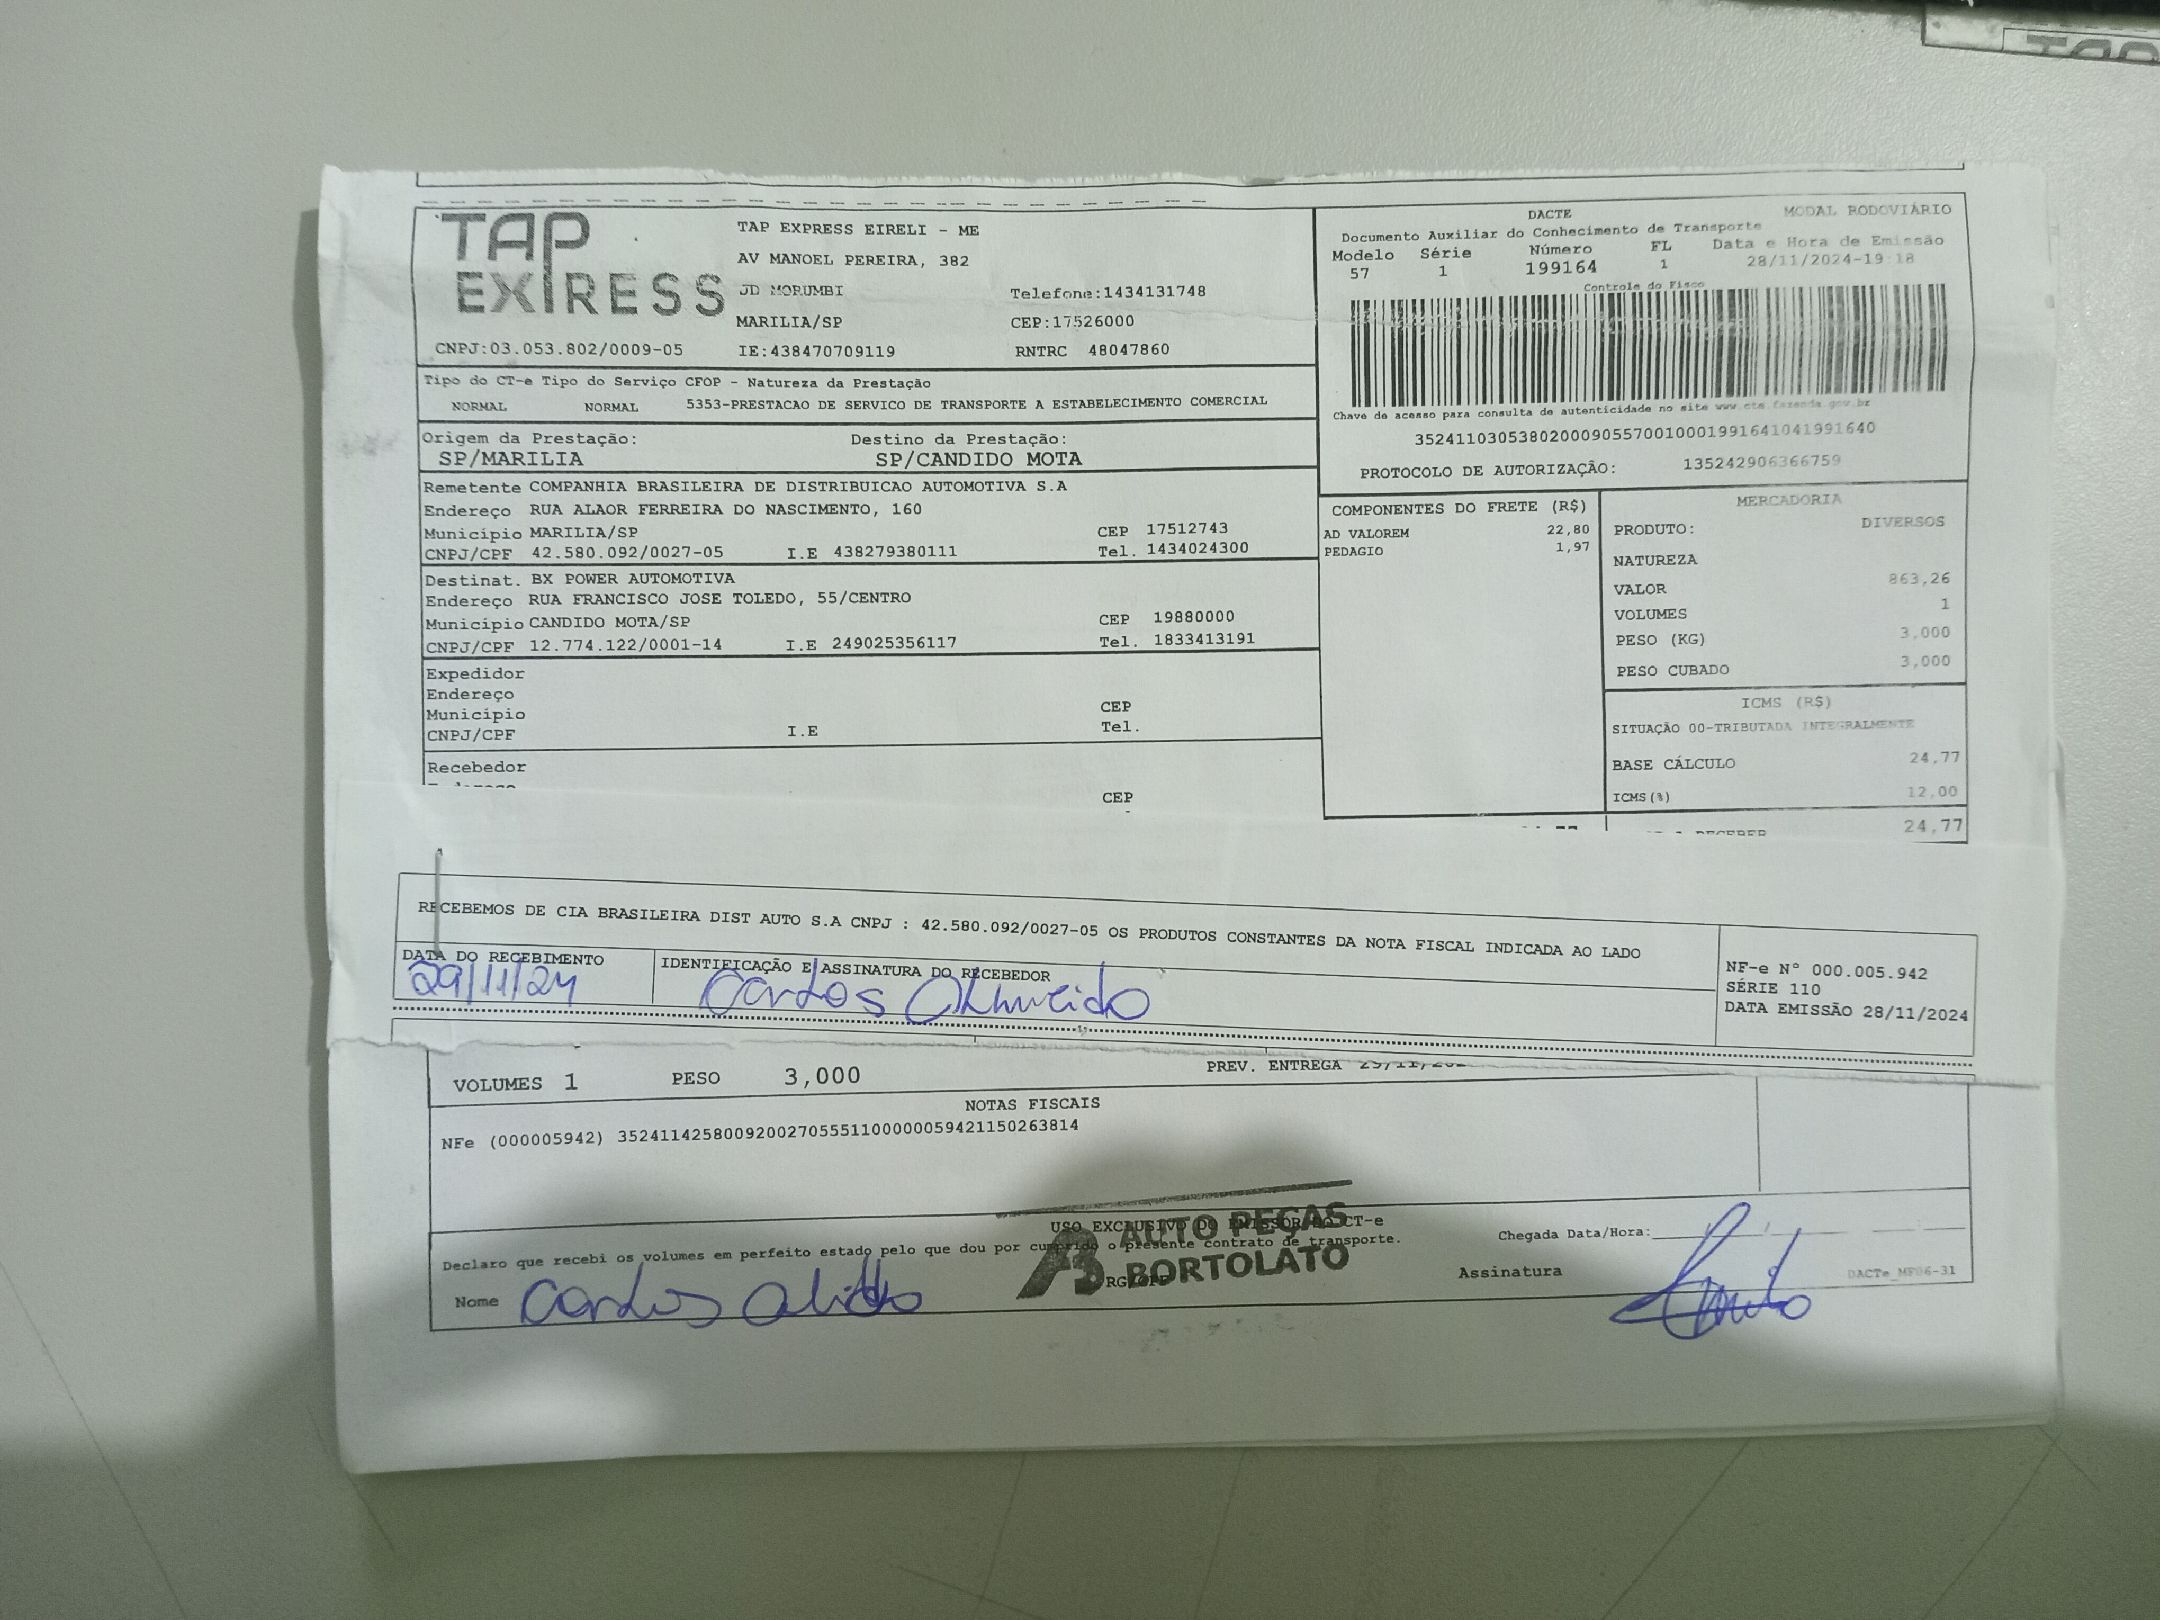 TAP
EXPRESS
TAP EXPRESS EIRELI - ME
AV MANOEL PEREIRA, 382
JD MORUMBI
Telefone:1434131748
MARILIA/SP
CEP:17526000
CNPJ:03.053.802/0009-05
IE:438470709119
RNTRC 48047860
DACTE
MODAL RODOVIÁRIO
Documento Auxiliar do Conhecimento de Transporte
Modelo Série Número FL Data e Hora de Emissão
57 1 199164 1 28/11/2024-19:18
Controle do Fisco
Chave de acesso para consulta de autenticidade no site www.cte.fazenda.gov.br
35241103053802000905570010001991641041991640
PROTOCOLO DE AUTORIZAÇÃO: 135242906366759
Tipo do CT-e Tipo do Serviço CFOP - Natureza da Prestação
NORMAL NORMAL 5353-PRESTACAO DE SERVICO DE TRANSPORTE A ESTABELECIMENTO COMERCIAL
Origem da Prestação: Destino da Prestação:
SP/MARILIA SP/CANDIDO MOTA
Remetente COMPANHIA BRASILEIRA DE DISTRIBUICAO AUTOMOTIVA S.A
Endereço RUA ALAOR FERREIRA DO NASCIMENTO, 160
Município MARILIA/SP CEP 17512743
CNPJ/CPF 42.580.092/0027-05 I.E 438279380111 Tel. 1434024300
Destinat. BX POWER AUTOMOTIVA
Endereço RUA FRANCISCO JOSE TOLEDO, 55/CENTRO
Município CANDIDO MOTA/SP CEP 19880000
CNPJ/CPF 12.774.122/0001-14 I.E 249025356117 Tel. 1833413191
Expedidor
Endereço
Município CEP
CNPJ/CPF I.E Tel.
Recebedor
CEP
COMPONENTES DO FRETE (R$)
AD VALOREM 22,80
PEDAGIO 1,97
MERCADORIA
PRODUTO: DIVERSOS
NATUREZA
VALOR 863,26
VOLUMES 1
PESO (KG) 3,000
PESO CUBADO 3,000
ICMS (R$)
SITUAÇÃO 00-TRIBUTADA INTEGRALMENTE
BASE CÁLCULO 24,77
ICMS(%) 12,00
RECEBER 24,77
RECEBEMOS DE CIA BRASILEIRA DIST AUTO S.A CNPJ : 42.580.092/0027-05 OS PRODUTOS CONSTANTES DA NOTA FISCAL INDICADA AO LADO
DATA DO RECEBIMENTO IDENTIFICAÇÃO E ASSINATURA DO RECEBEDOR
29/11/24 Carlos Almeida
NF-e N° 000.005.942
SÉRIE 110
DATA EMISSÃO 28/11/2024
VOLUMES 1 PESO 3,000 PREV. ENTREGA
NOTAS FISCAIS
NFe (000005942) 35241142580092002705551100000059421150263814
USO EXCLUSIVO DO EMISSOR DO CT-e
Declaro que recebi os volumes em perfeito estado pelo que dou por cumprido o presente contrato de transporte.
Chegada Data/Hora:
AUTO PEÇAS
BORTOLATO
Nome Carlos
Assinatura
DACTe_MF06-31